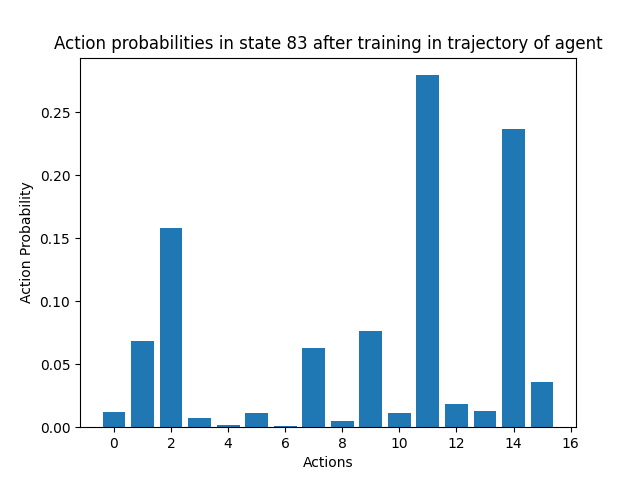 Action probabilities in state 83 after training in trajectory of agent
0.25
0.20
0.15
0.10
0.05
0.00
Action Probability
0 2 4 6 8 10 12 14 16
Actions